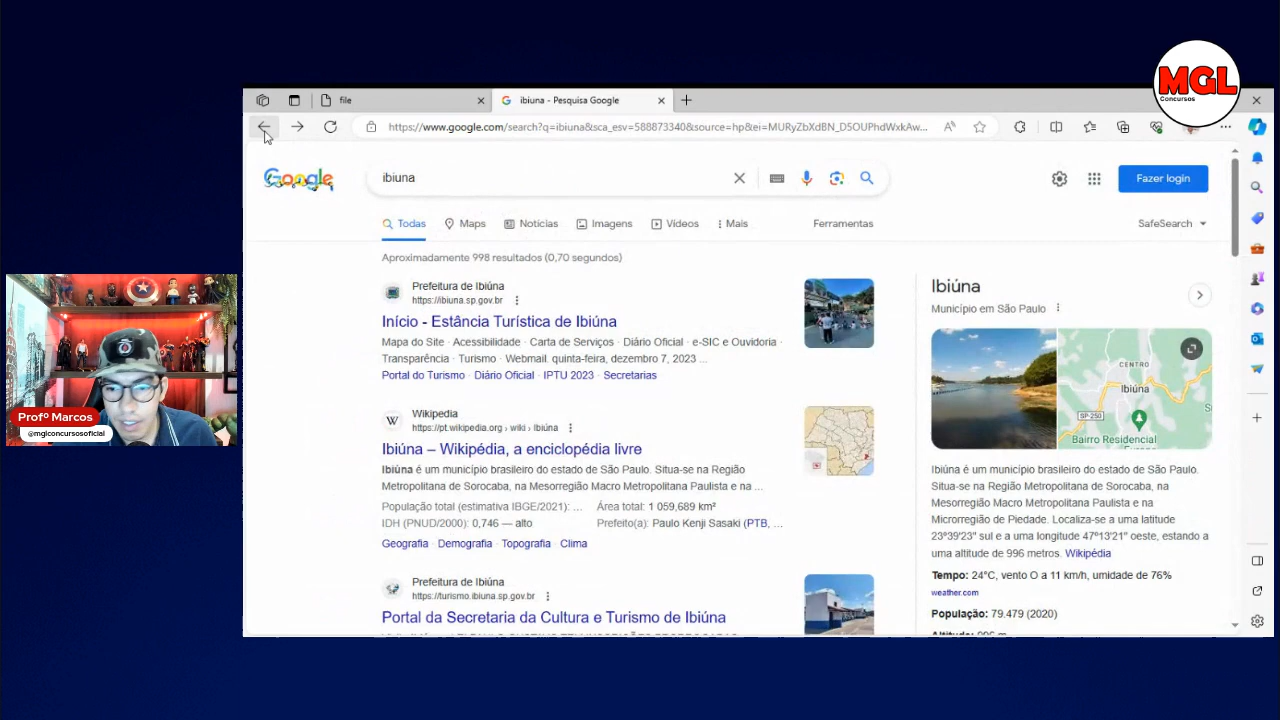 MGL
Concursos
file
ibiuna - Pesquisa Google
https://www.google.com/search?q=ibiuna&sca_esv=588873340&source=hp&ei=MURyZbXdBN_D5OUPhdWxkAw...
Google
ibiuna
Fazer login
Todas
Maps
Notícias
Imagens
Vídeos
Mais
Ferramentas
SafeSearch
Aproximadamente 998 resultados (0,70 segundos)
Prefeitura de Ibiúna
https://ibiuna.sp.gov.br
Início - Estância Turística de Ibiúna
Mapa do Site · Acessibilidade · Carta de Serviços · Diário Oficial · e-SIC e Ouvidoria ·
Transparência · Turismo · Webmail. quinta-feira, dezembro 7, 2023 ...
Portal do Turismo · Diário Oficial · IPTU 2023 · Secretarias
Wikipedia
https://pt.wikipedia.org › wiki › Ibiúna
Ibiúna – Wikipédia, a enciclopédia livre
Ibiúna é um município brasileiro do estado de São Paulo. Situa-se na Região
Metropolitana de Sorocaba, na Mesorregião Macro Metropolitana Paulista e na ...
População total (estimativa IBGE/2021): ...
Área total: 1 059,689 km²
IDH (PNUD/2000): 0,746 — alto
Prefeito(a): Paulo Kenji Sasaki (PTB, ...
Geografia · Demografia · Topografia · Clima
Prefeitura de Ibiúna
https://turismo.ibiuna.sp.gov.br
Portal da Secretaria da Cultura e Turismo de Ibiúna
Ibiúna
Município em São Paulo
CENTRO
Ibiúna
SP-250
Bairro Residencial
Ibiúna é um município brasileiro do estado de São Paulo.
Situa-se na Região Metropolitana de Sorocaba, na
Mesorregião Macro Metropolitana Paulista e na
Microrregião de Piedade. Localiza-se a uma latitude
23º39'23" sul e a uma longitude 47º13'21" oeste, estando a
uma altitude de 996 metros. Wikipédia
Tempo: 24°C, vento O a 11 km/h, umidade de 76%
weather.com
População: 79.479 (2020)
Profº Marcos
@mglconcursosoficial